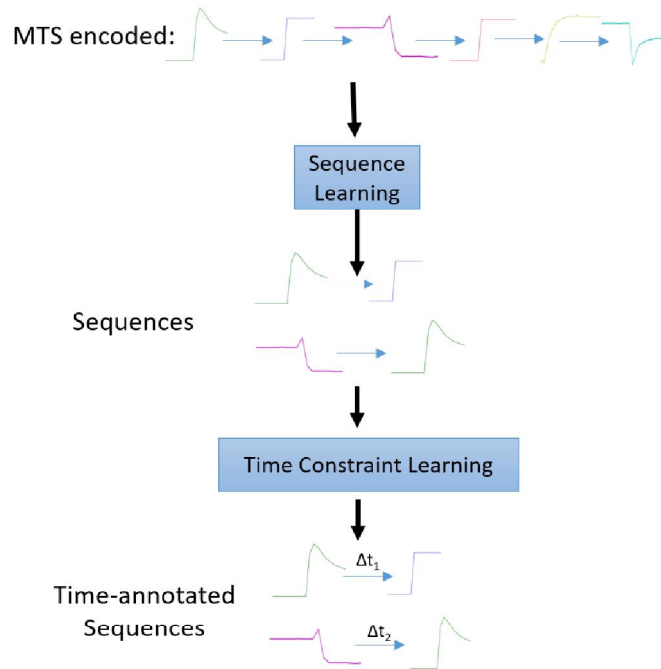 MTS encoded:
Sequence
Learning
Sequences
Time Constraint Learning
Δt₁
Time-annotated
Sequences
Δt₂